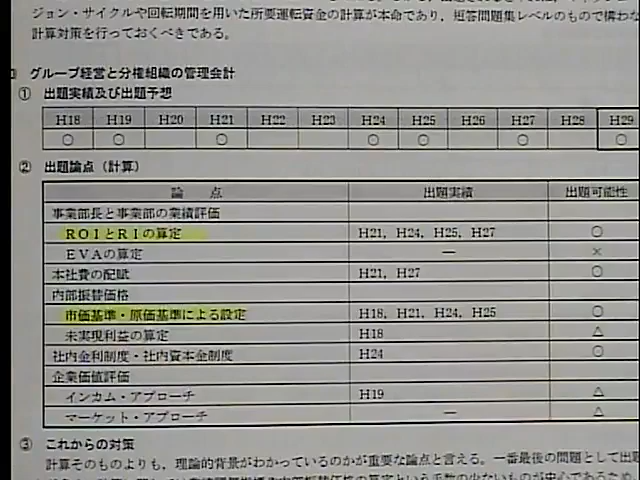 ジョン・サイクルや回転期間を用いた所要運転資金の計算が本命であり，短答問題集レベルのもので構わな
計算対策を行っておくべきである。
グループ経営と分権組織の管理会計
① 出題実績及び出題予想
H18 H19 H20 H21 H22 H23 H24 H25 H26 H27 H28 H29
○ ○ ○ ○ ○ ○ ○
② 出題論点（計算）
論 点 出題実績 出題可能性
事業部長と事業部の業績評価
ROIとRIの算定 H21，H24，H25，H27 ○
EVAの算定 ― ×
本社費の配賦 H21，H27 ○
内部振替価格
市価基準・原価基準による設定 H18，H21，H24，H25 ○
未実現利益の算定 H18 △
社内金利制度・社内資本金制度 H24 ○
企業価値評価
インカム・アプローチ H19 △
マーケット・アプローチ ― △
③ これからの対策
計算そのものよりも，理論的背景がわかっているのかが重要な論点と言える。一番最後の問題として出題